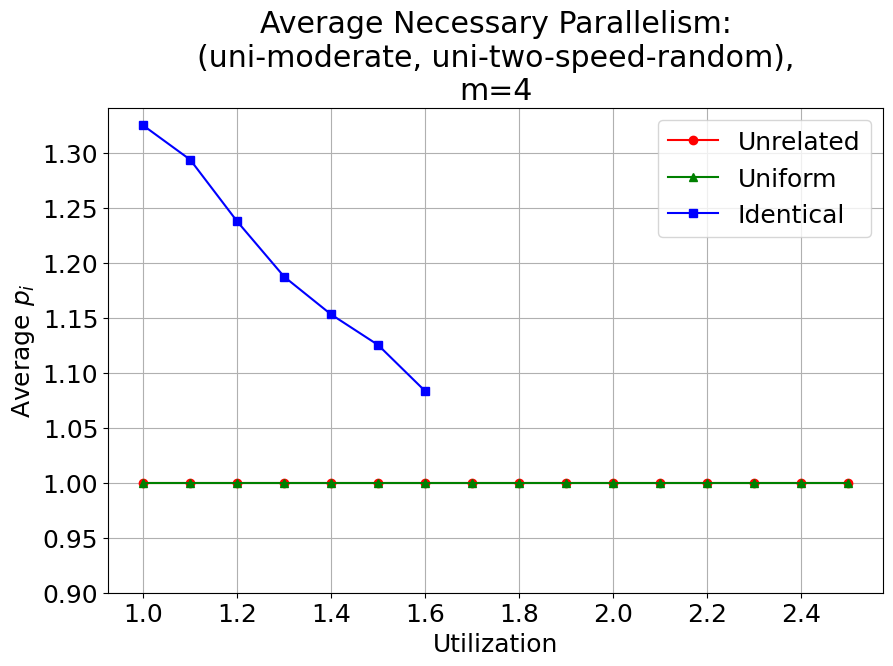 Average Necessary Parallelism:
(uni-moderate, uni-two-speed-random),
m=4
Unrelated
Uniform
Identical
Average pᵢ
1.30
1.25
1.20
1.15
1.10
1.05
1.00
0.95
0.90
1.0 1.2 1.4 1.6 1.8 2.0 2.2 2.4
Utilization